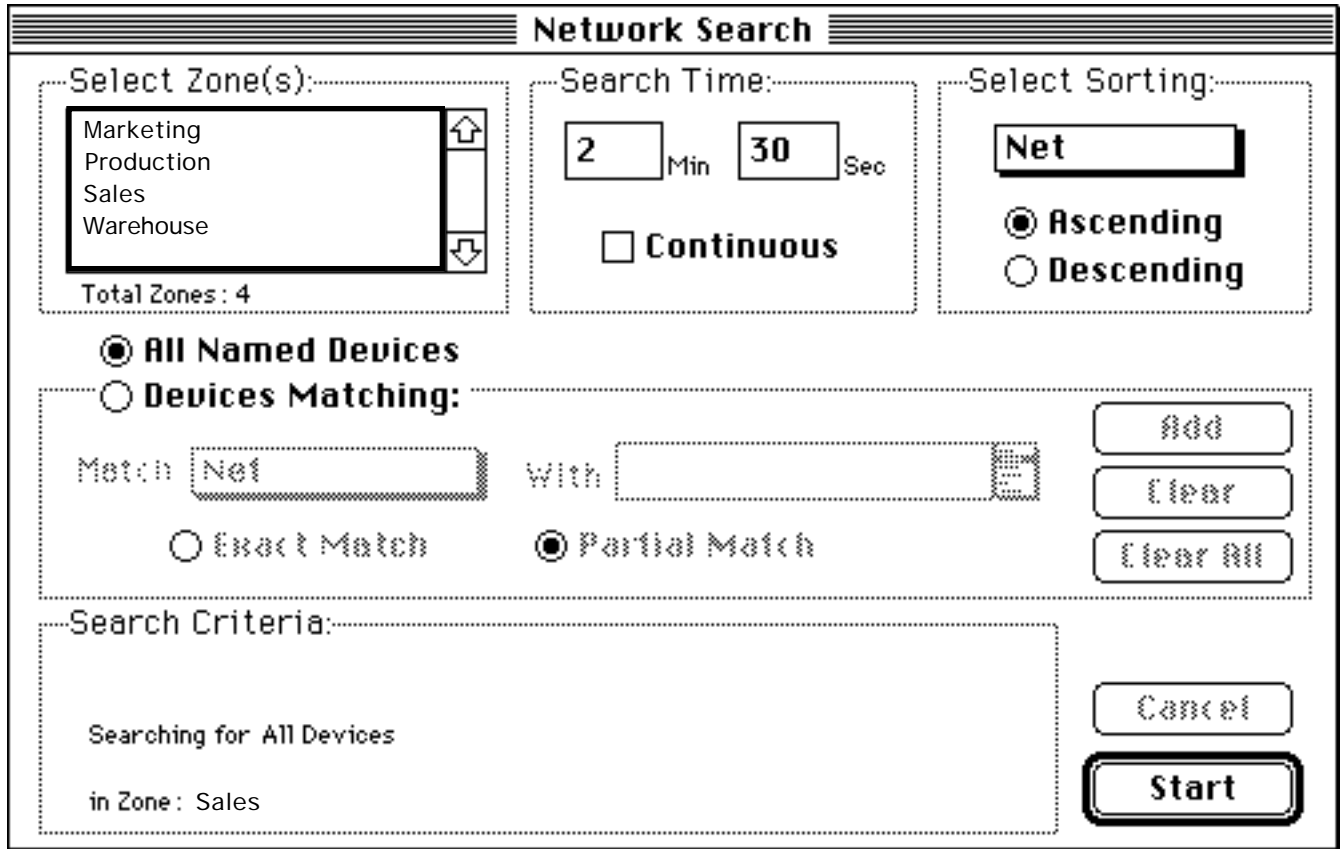 Network Search
Select Zone(s):
Marketing
Production
Sales
Warehouse
Total Zones: 4
Search Time:
2 Min 30 Sec
Continuous
Select Sorting:
Net
Ascending
Descending
All Named Devices
Devices Matching:
Match Net With
Exact Match Partial Match
Add
Clear
Clear All
Search Criteria:
Searching for All Devices
in Zone: Sales
Cancel
Start